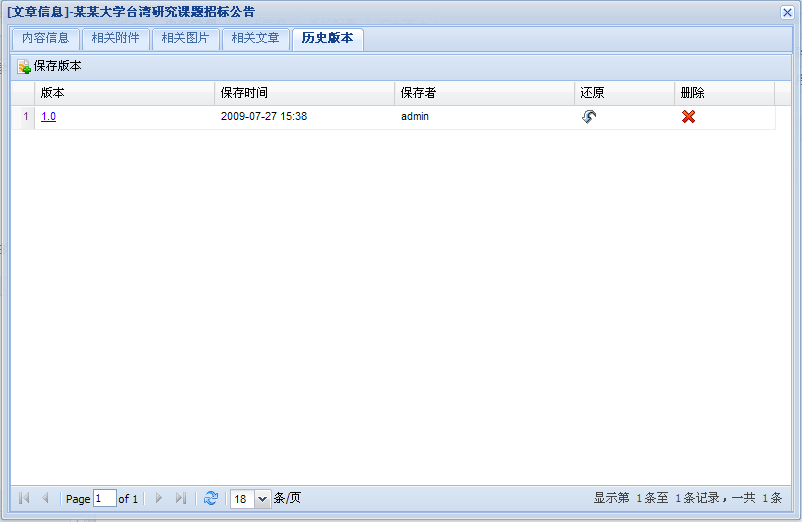 [文章信息]-某某大学台湾研究课题招标公告
内容信息 相关附件 相关图片 相关文章 历史版本
保存版本
版本 保存时间 保存者 还原 删除
1 1.0 2009-07-27 15:38 admin
Page 1 of 1 18 条/页 显示第 1条至 1条记录，一共 1条